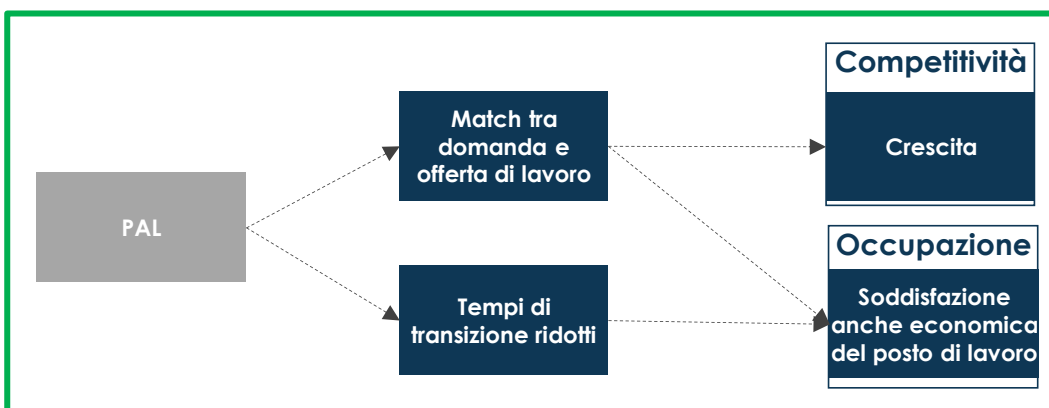 PAL
Match tra
domanda e
offerta di lavoro
Tempi di
transizione ridotti
Competitività
Crescita
Occupazione
Soddisfazione
anche economica
del posto di lavoro